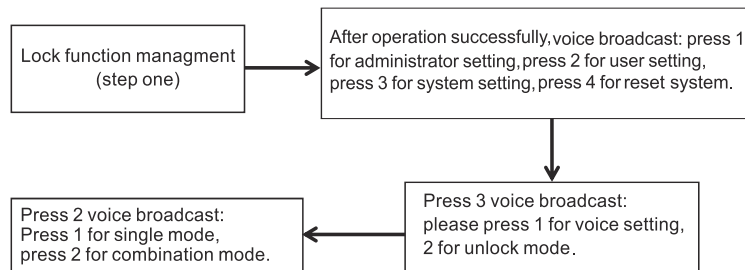 Lock function managment
(step one)
After operation successfully, voice broadcast: press 1
for administrator setting, press 2 for user setting,
press 3 for system setting, press 4 for reset system.
Press 3 voice broadcast:
please press 1 for voice setting,
2 for unlock mode.
Press 2 voice broadcast:
Press 1 for single mode,
press 2 for combination mode.